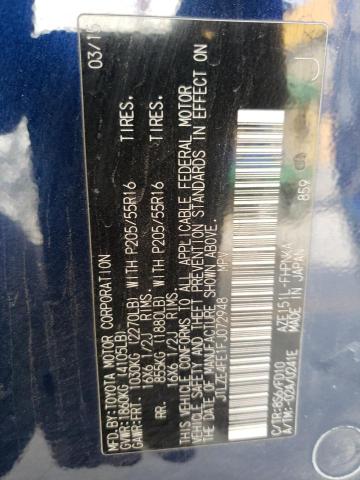 MFD.BY:TOYOTA MOTOR CORPORATION 03/15
GVWR:1860KG (4105LB)
GAWR:FRT. 1030KG (2270LB) WITH P205/55R16 TIRES.
16X6 1/2J RIMS.
RR. 855KG (1880LB) WITH P205/55R16 TIRES.
16X6 1/2J RIMS.
THIS VEHICLE CONFORMS TO ALL APPLICABLE FEDERAL MOTOR
VEHICLE SAFETY AND THEFT PREVENTION STANDARDS IN EFFECT ON
THE DATE OF MANUFACTURE SHOWN ABOVE.
JTLZE4FE1FJ072948 MPV
J
C/TR:8S6/FD10 AZE151L-FHPNKA 859
A/TM:-02A/U241E MADE IN JAPAN